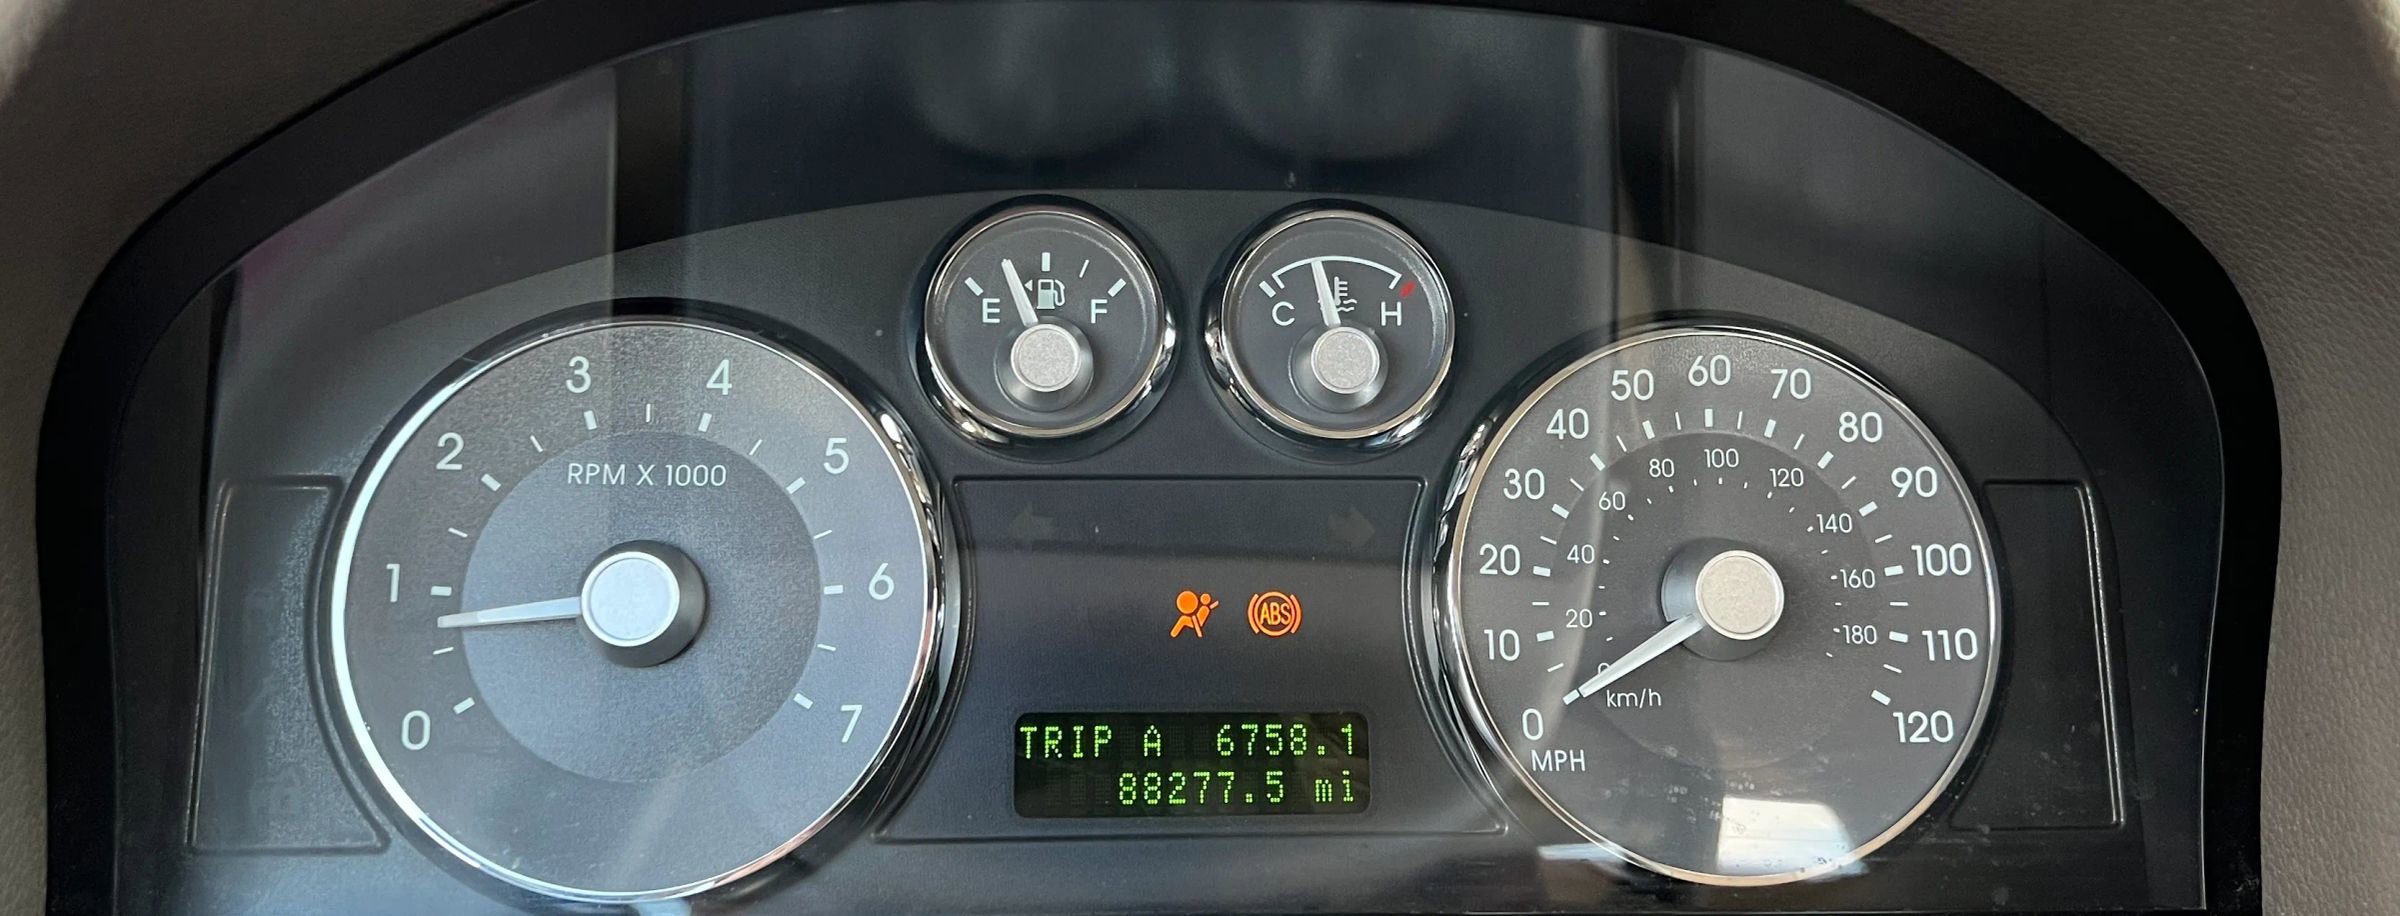 E F
C H
0 1 2 3 4 5 6 7
RPM X 1000
ABS
TRIP A 6758.1
88277.5 mi
0 10 20 30 40 50 60 70 80 90 100 110 120
MPH
0 20 40 60 80 100 120 140 160 180
km/h